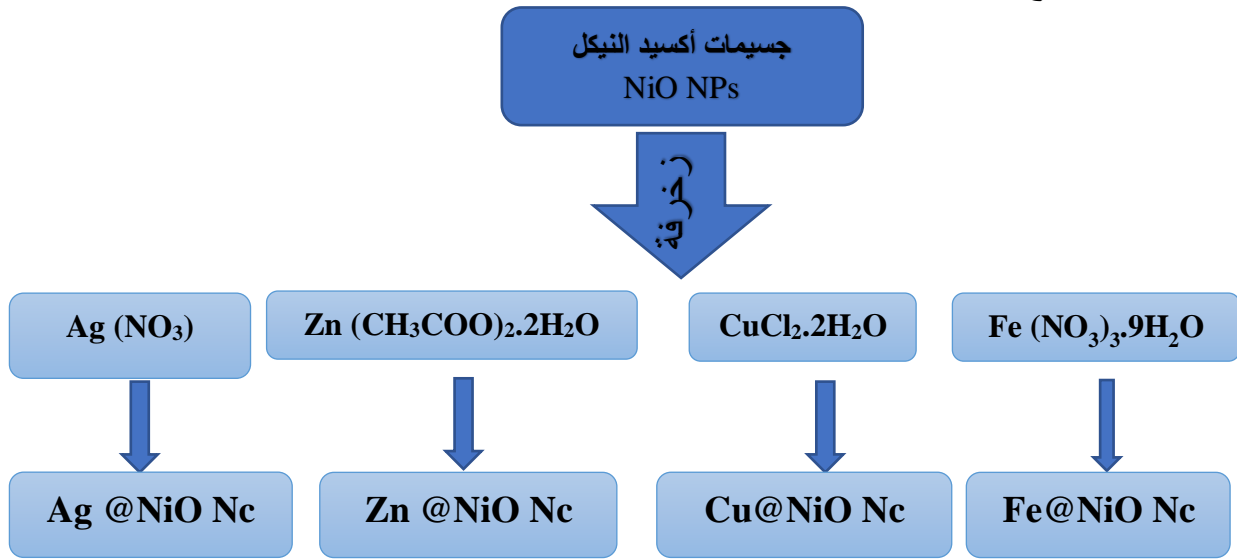 جسيمات أكسيد النيكل
NiO NPs
زخرفة
Ag (NO₃)
Zn (CH₃COO)₂.2H₂O
CuCl₂.2H₂O
Fe (NO₃)₃.9H₂O
Ag @NiO Nc
Zn @NiO Nc
Cu@NiO Nc
Fe@NiO Nc